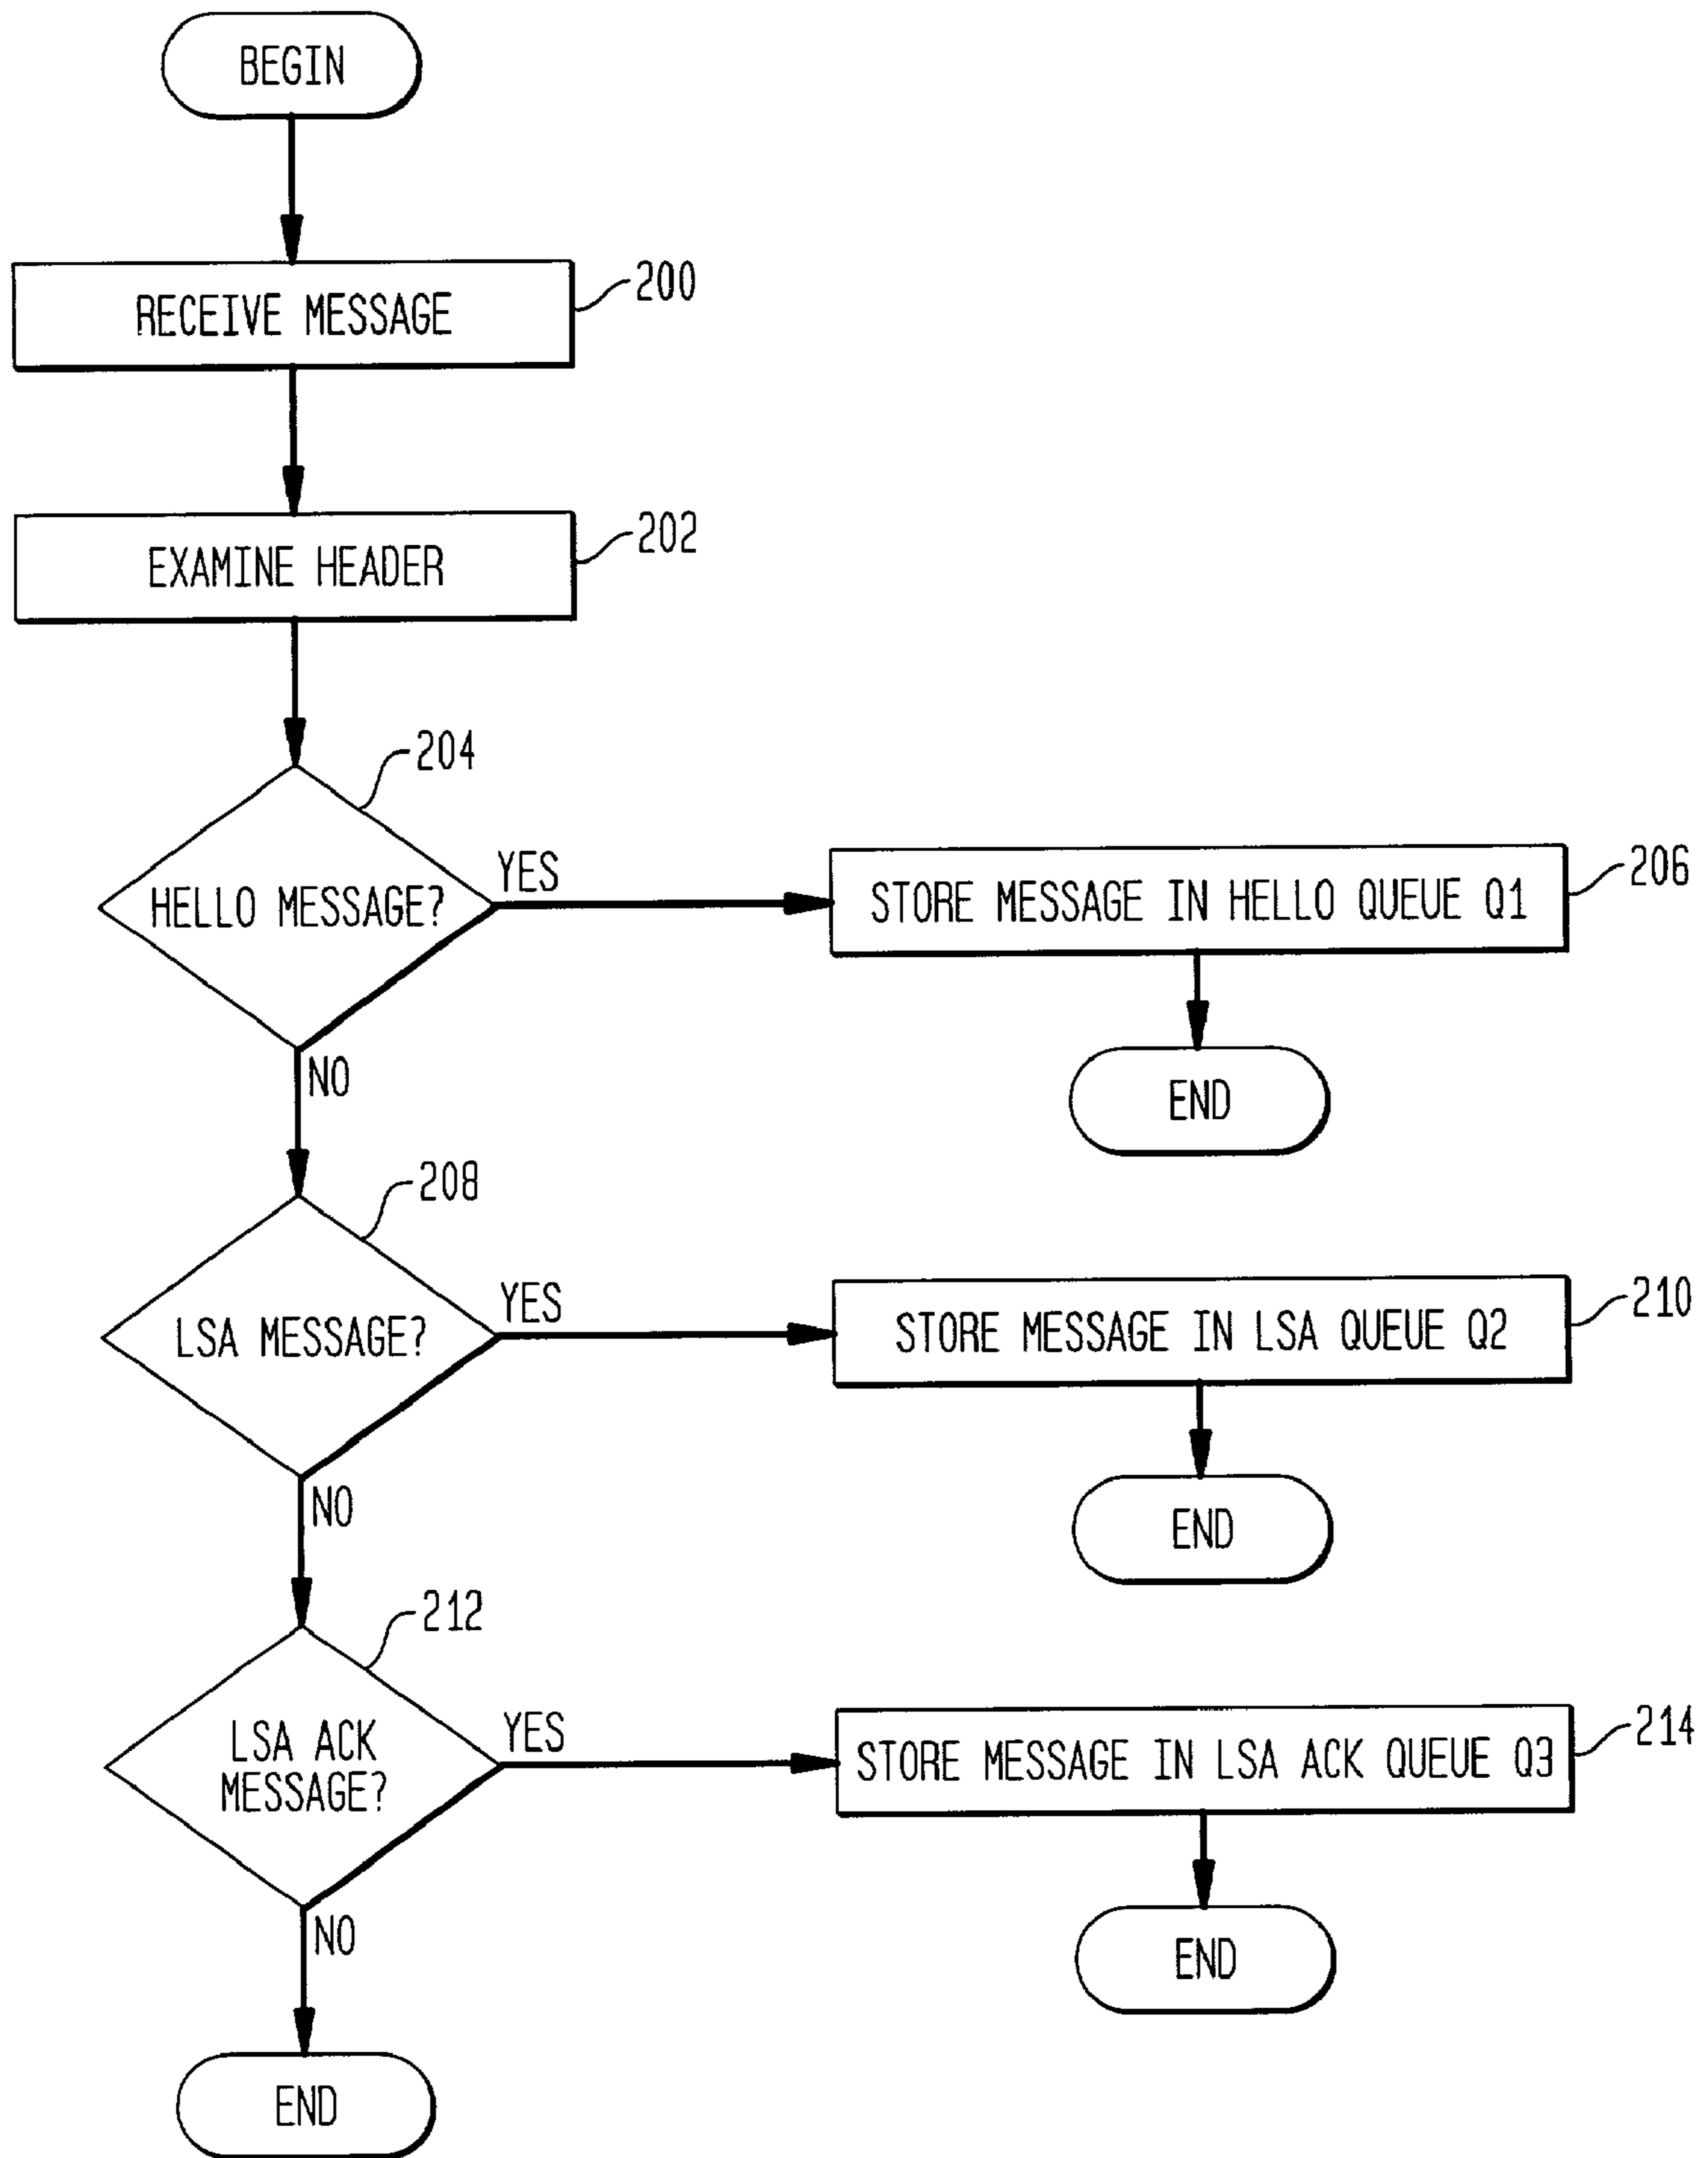 BEGIN
RECEIVE MESSAGE
200
EXAMINE HEADER
202
204
HELLO MESSAGE?
YES
STORE MESSAGE IN HELLO QUEUE Q1
206
NO
END
208
LSA MESSAGE?
YES
STORE MESSAGE IN LSA QUEUE Q2
210
NO
END
212
LSA ACK
MESSAGE?
YES
STORE MESSAGE IN LSA ACK QUEUE Q3
214
NO
END
END